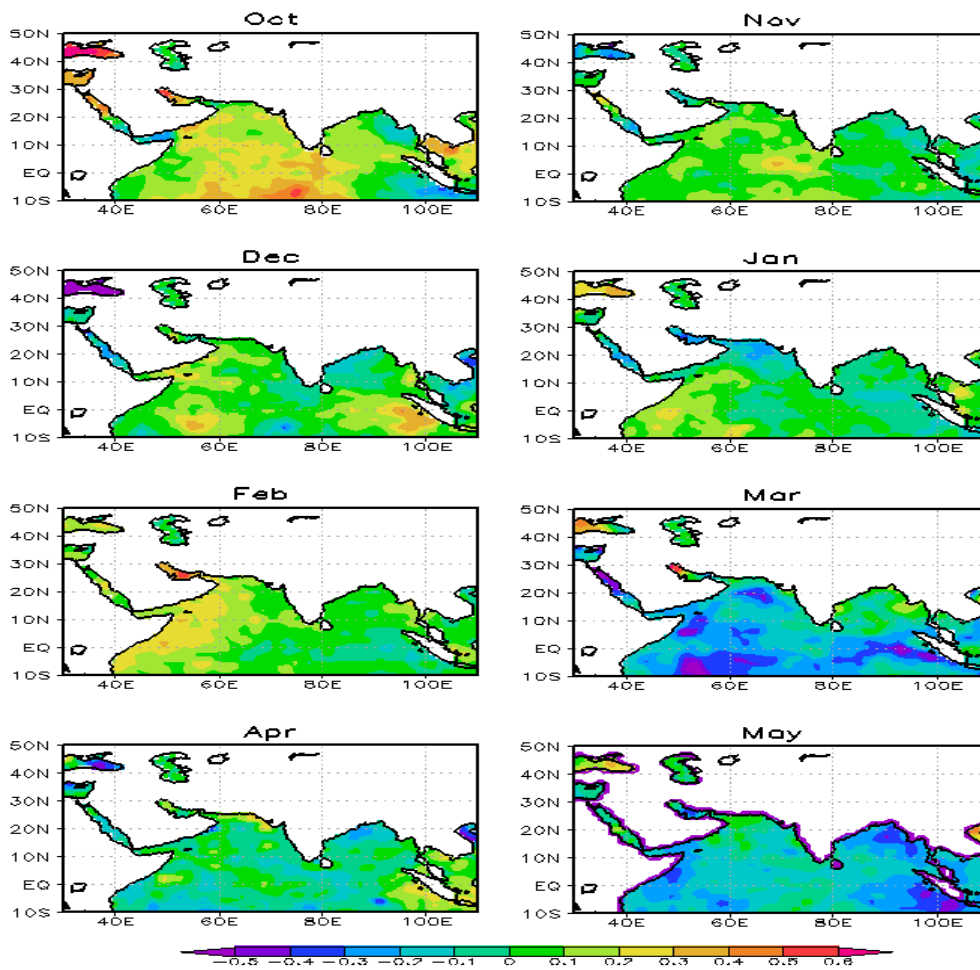 Oct Nov
50N 50N
40N 40N
30N 30N
20N 20N
10N 10N
EQ EQ
10S 10S
40E 60E 80E 100E 40E 60E 80E 100E
Dec Jan
50N 50N
40N 40N
30N 30N
20N 20N
10N 10N
EQ EQ
10S 10S
40E 60E 80E 100E 40E 60E 80E 100E
Feb Mar
50N 50N
40N 40N
30N 30N
20N 20N
10N 10N
EQ EQ
10S 10S
40E 60E 80E 100E 40E 60E 80E 100E
Apr May
50N 50N
40N 40N
30N 30N
20N 20N
10N 10N
EQ EQ
10S 10S
40E 60E 80E 100E 40E 60E 80E 100E
-0.5 -0.4 -0.3 -0.2 -0.1 0 0.1 0.2 0.3 0.4 0.5 0.6